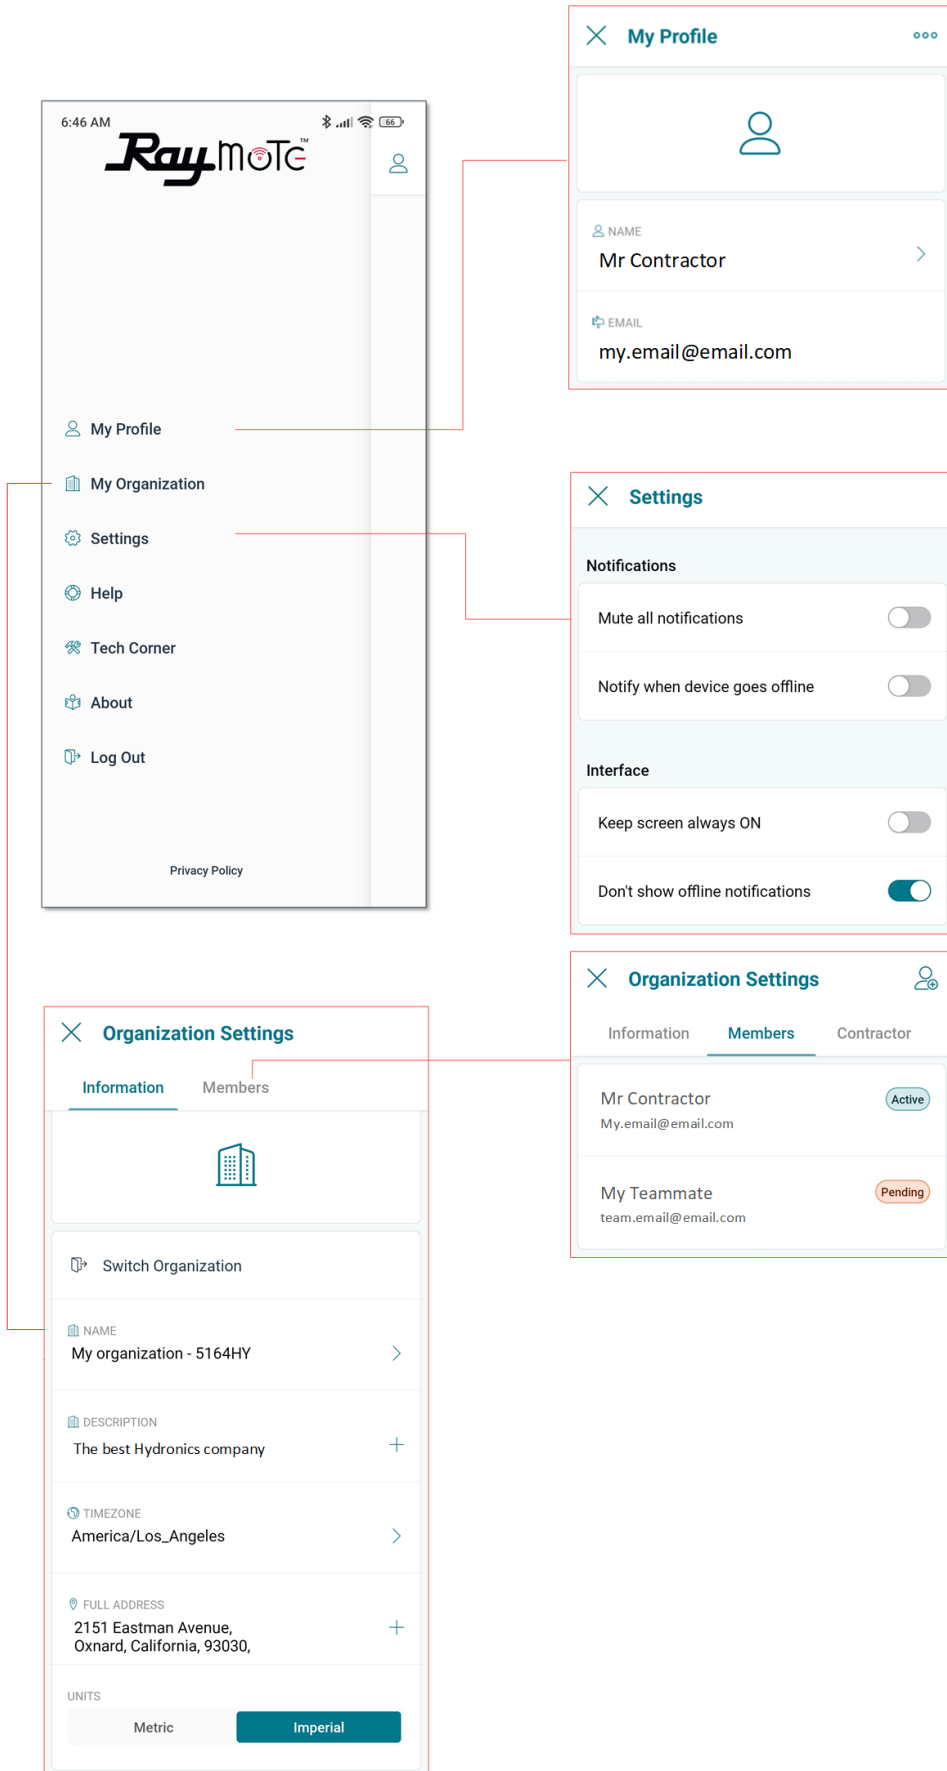 My Profile
NAME
Mr Contractor
EMAIL
my.email@email.com
6:46 AM
66
RayMOTE™
My Profile
My Organization
Settings
Help
Tech Corner
About
Log Out
Privacy Policy
Settings
Notifications
Mute all notifications
Notify when device goes offline
Interface
Keep screen always ON
Don't show offline notifications
Organization Settings
Information Members Contractor
Mr Contractor Active
My.email@email.com
My Teammate Pending
team.email@email.com
Organization Settings
Information Members
Switch Organization
NAME
My organization - 5164HY
DESCRIPTION
The best Hydronics company
TIMEZONE
America/Los_Angeles
FULL ADDRESS
2151 Eastman Avenue,
Oxnard, California, 93030,
UNITS
Metric Imperial